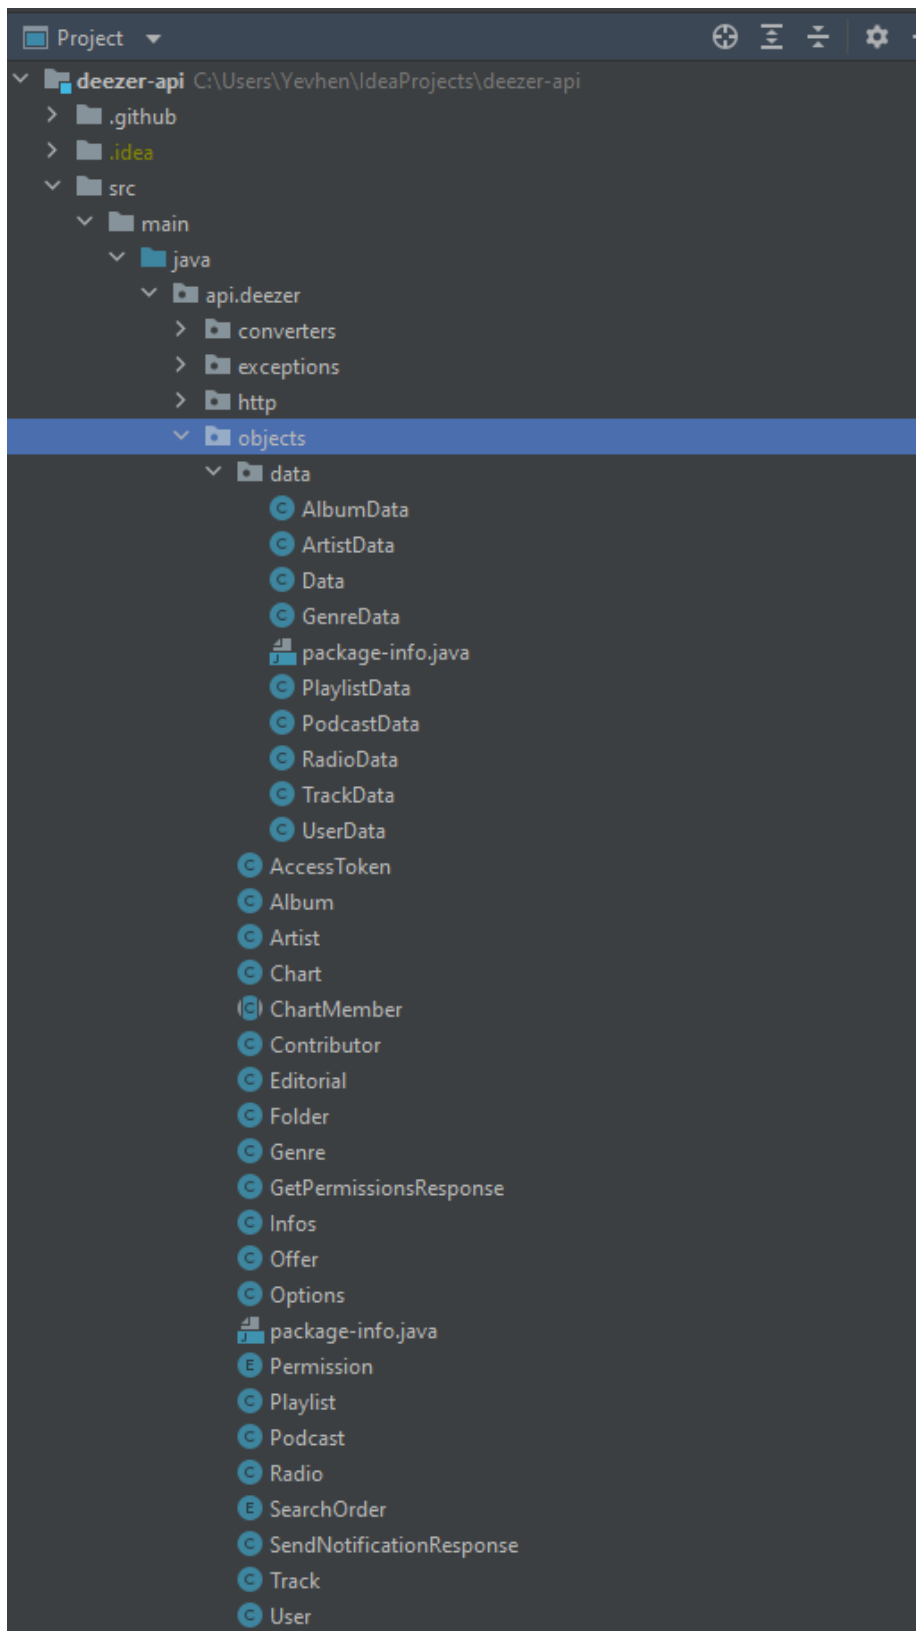 Project
deezer-api C:\Users\Yevhen\IdeaProjects\deezer-api
.github
.idea
src
main
java
api.deezer
converters
exceptions
http
objects
data
AlbumData
ArtistData
Data
GenreData
package-info.java
PlaylistData
PodcastData
RadioData
TrackData
UserData
AccessToken
Album
Artist
Chart
ChartMember
Contributor
Editorial
Folder
Genre
GetPermissionsResponse
Infos
Offer
Options
package-info.java
Permission
Playlist
Podcast
Radio
SearchOrder
SendNotificationResponse
Track
User